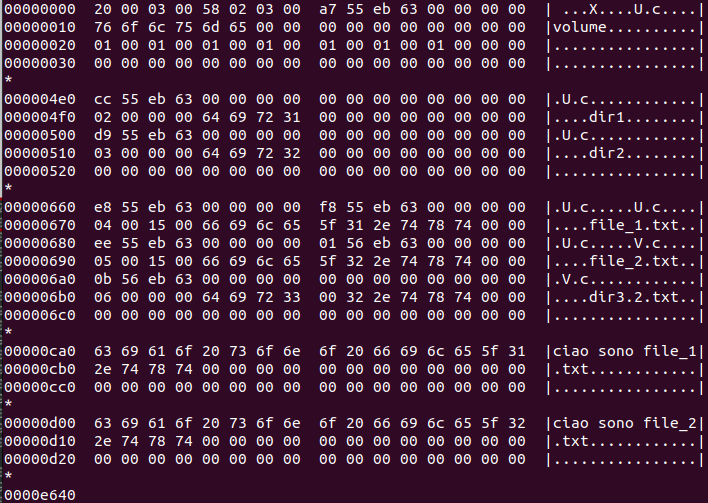 00000000  20 00 03 00 58 02 03 00  a7 55 eb 63 00 00 00 00  | ...X....U.c....|
00000010  76 6f 6c 75 6d 65 00 00  00 00 00 00 00 00 00 00  |volume..........|
00000020  01 00 01 00 01 00 01 00  01 00 01 00 01 00 00 00  |................|
00000030  00 00 00 00 00 00 00 00  00 00 00 00 00 00 00 00  |................|
*
000004e0  cc 55 eb 63 00 00 00 00  00 00 00 00 00 00 00 00  |.U.c............|
000004f0  02 00 00 00 64 69 72 31  00 00 00 00 00 00 00 00  |....dir1........|
00000500  d9 55 eb 63 00 00 00 00  00 00 00 00 00 00 00 00  |.U.c............|
00000510  03 00 00 00 64 69 72 32  00 00 00 00 00 00 00 00  |....dir2........|
00000520  00 00 00 00 00 00 00 00  00 00 00 00 00 00 00 00  |................|
*
00000660  e8 55 eb 63 00 00 00 00  f8 55 eb 63 00 00 00 00  |.U.c.....U.c....|
00000670  04 00 15 00 66 69 6c 65  5f 31 2e 74 78 74 00 00  |....file_1.txt..|
00000680  ee 55 eb 63 00 00 00 00  01 56 eb 63 00 00 00 00  |.U.c.....V.c....|
00000690  05 00 15 00 66 69 6c 65  5f 32 2e 74 78 74 00 00  |....file_2.txt..|
000006a0  0b 56 eb 63 00 00 00 00  00 00 00 00 00 00 00 00  |.V.c............|
000006b0  06 00 00 00 64 69 72 33  00 32 2e 74 78 74 00 00  |....dir3.2.txt..|
000006c0  00 00 00 00 00 00 00 00  00 00 00 00 00 00 00 00  |................|
*
00000ca0  63 69 61 6f 20 73 6f 6e  6f 20 66 69 6c 65 5f 31  |ciao sono file_1|
00000cb0  2e 74 78 74 00 00 00 00  00 00 00 00 00 00 00 00  |.txt............|
00000cc0  00 00 00 00 00 00 00 00  00 00 00 00 00 00 00 00  |................|
*
00000d00  63 69 61 6f 20 73 6f 6e  6f 20 66 69 6c 65 5f 32  |ciao sono file_2|
00000d10  2e 74 78 74 00 00 00 00  00 00 00 00 00 00 00 00  |.txt............|
00000d20  00 00 00 00 00 00 00 00  00 00 00 00 00 00 00 00  |................|
*
0000e640